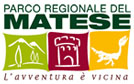 PARCO REGIONALE DEL
MATESE
L'avventura è vicina